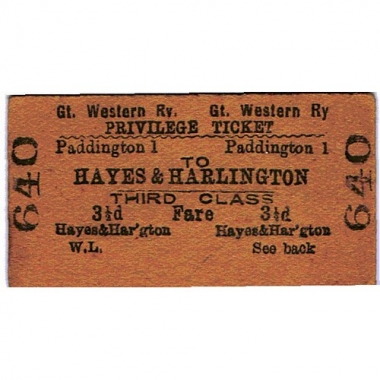 Gt. Western Ry. Gt. Western Ry
PRIVILEGE TICKET
Paddington 1 Paddington 1
TO
HAYES & HARLINGTON
THIRD CLASS
3½d Fare 3½d
Hayes&Har'gton Hayes&Har'gton
W.L. See back
640
640